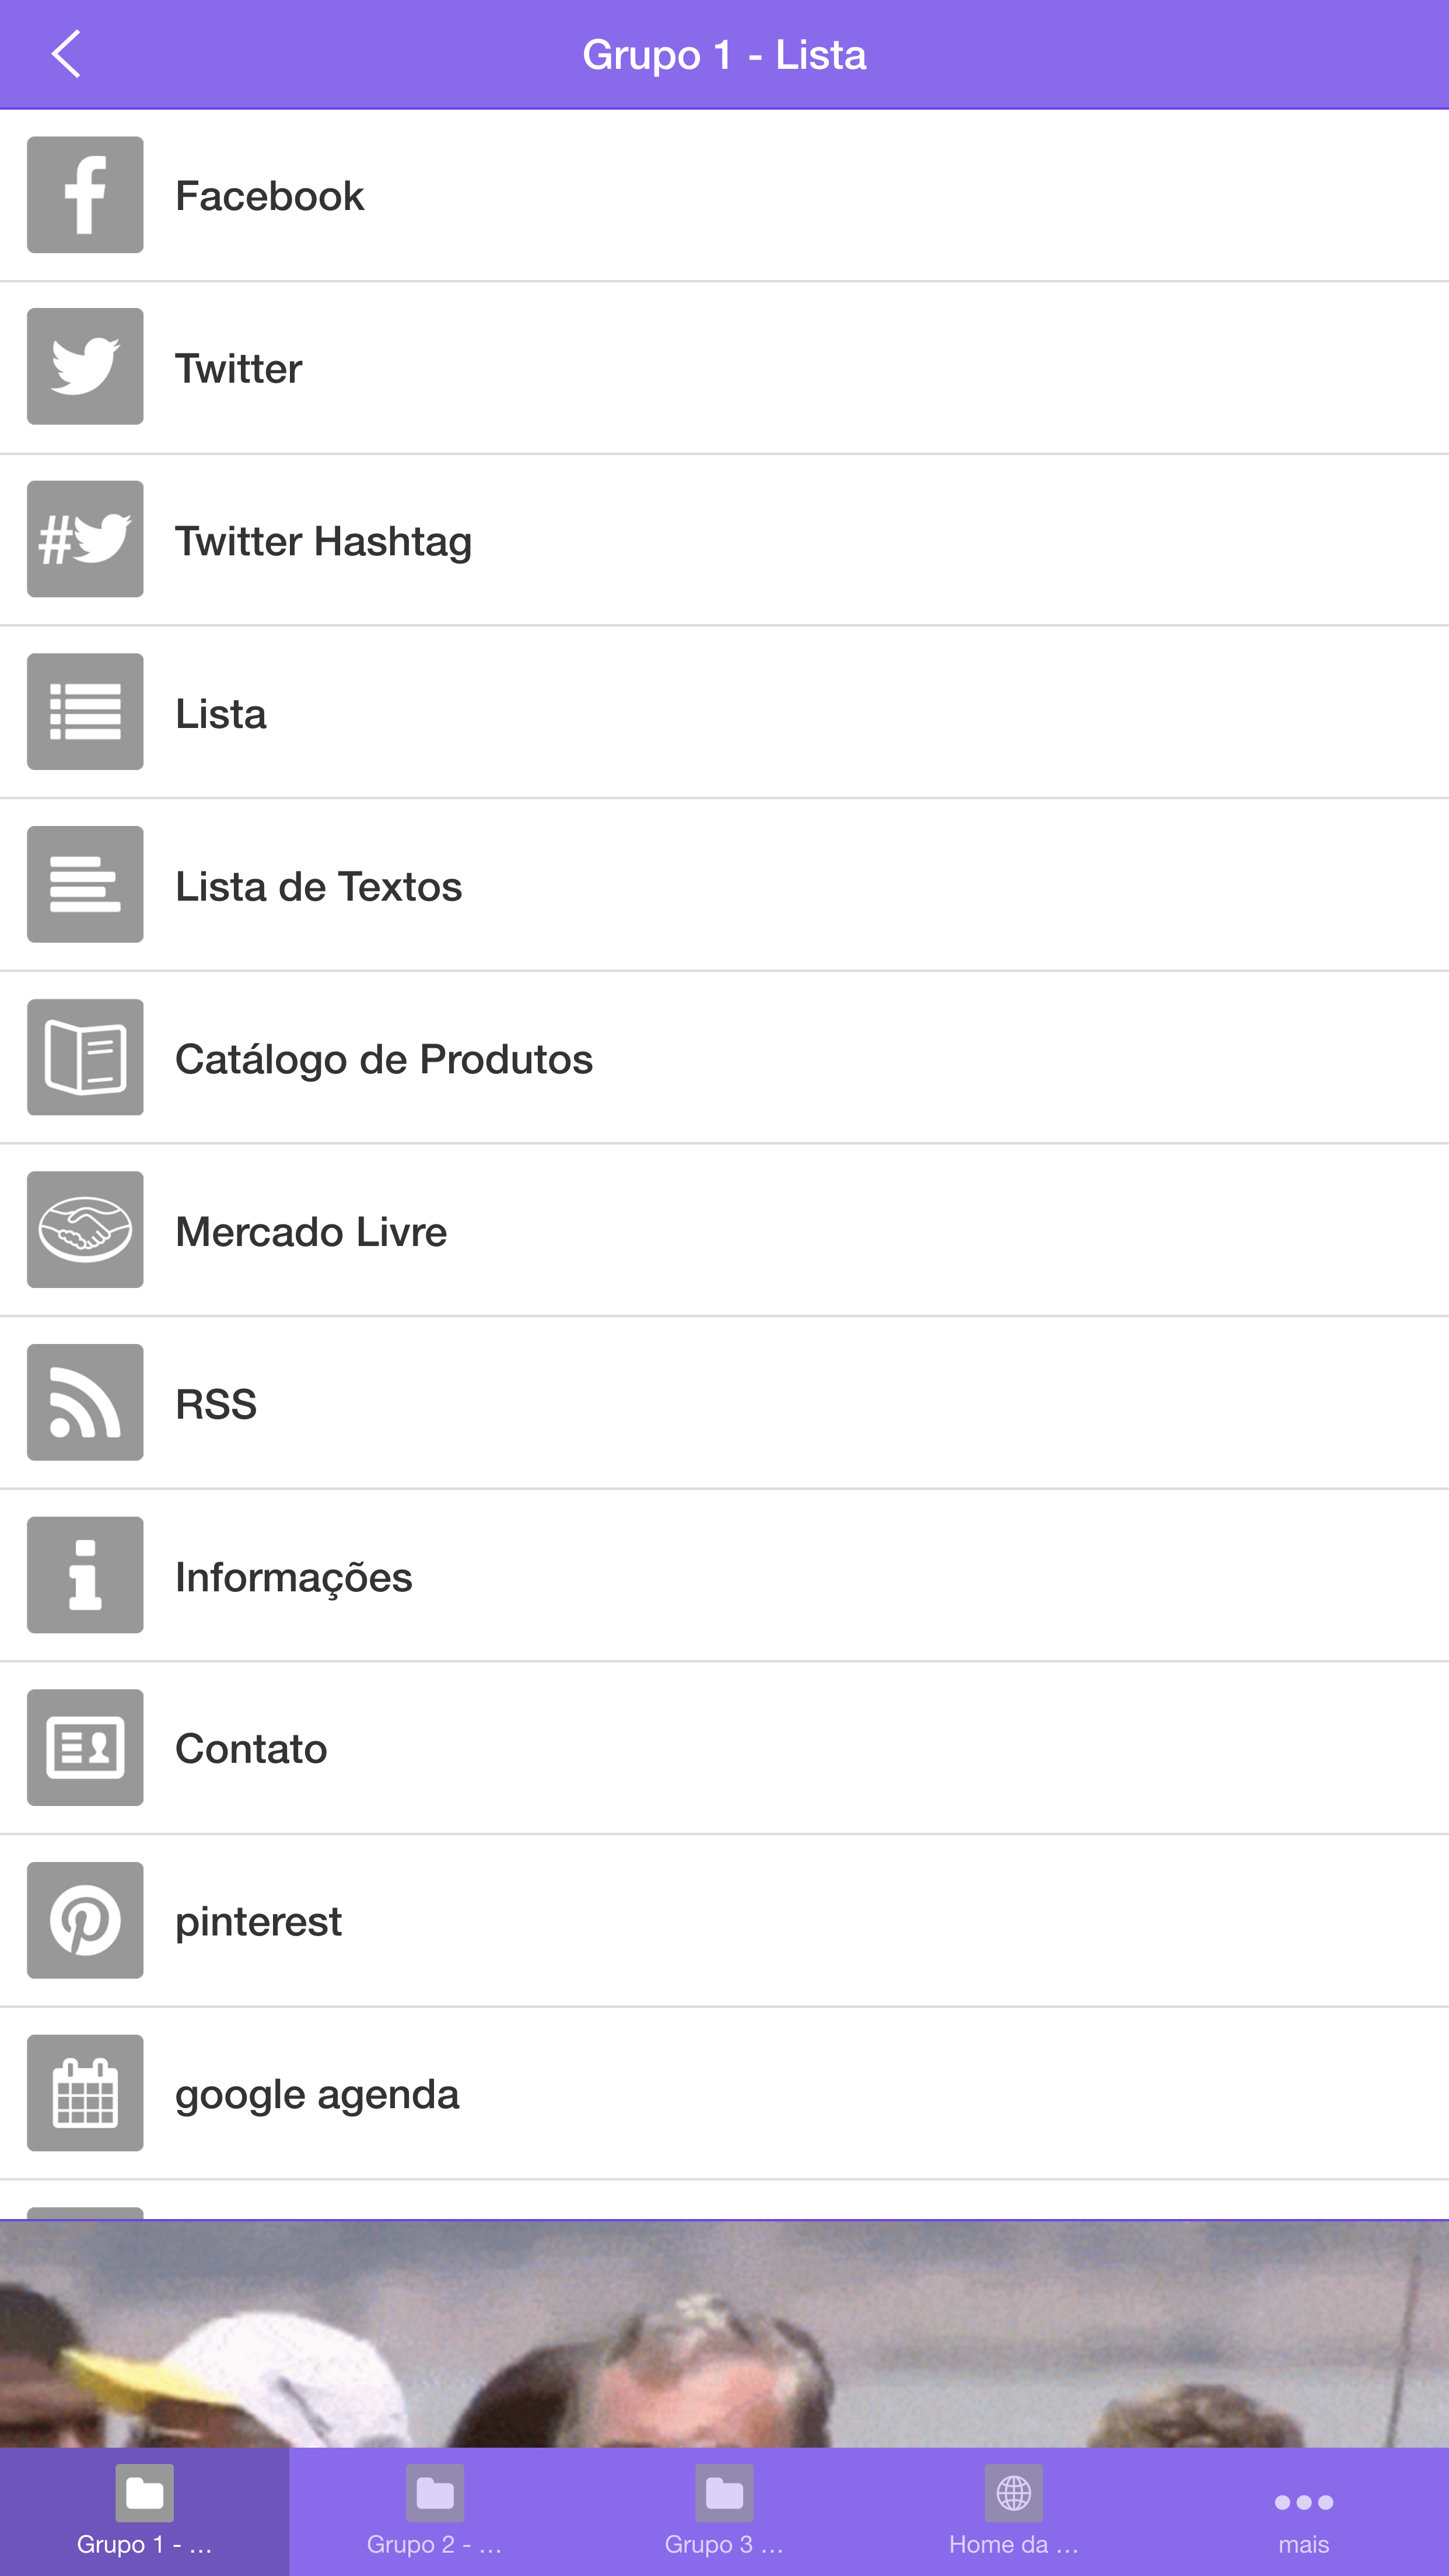 Grupo 1 - Lista
Facebook
Twitter
Twitter Hashtag
Lista
Lista de Textos
Catálogo de Produtos
Mercado Livre
RSS
Informações
Contato
pinterest
google agenda
Grupo 1 - ...
Grupo 2 - ...
Grupo 3 ...
Home da ...
mais